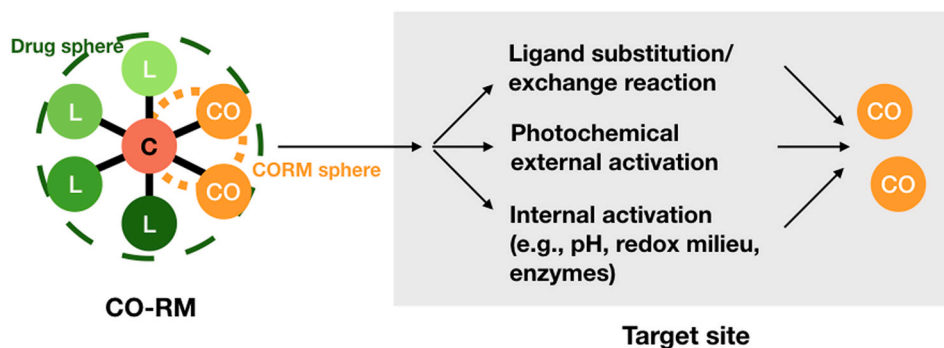 Drug sphere
L
L
CO
C
CORM sphere
L
CO
L
CO-RM
Ligand substitution/
exchange reaction
Photochemical
external activation
Internal activation
(e.g., pH, redox milieu,
enzymes)
CO
CO
Target site